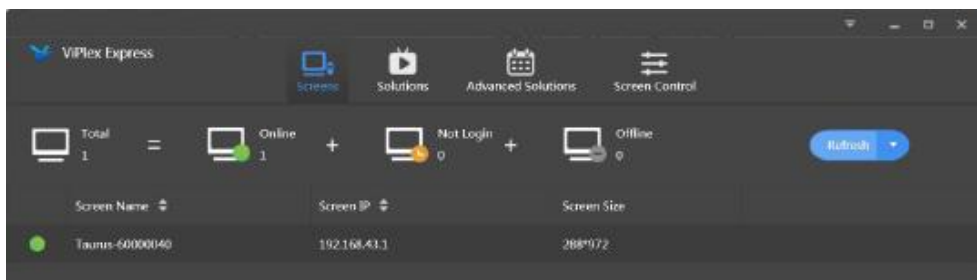 ViPlex Express
Screens Solutions Advanced Solutions Screen Control
Total 1 = Online 1 + Not Login 0 + Offline 0 Refresh
Screen Name Screen IP Screen Size
Taurus-60000040 192.168.43.1 288*972